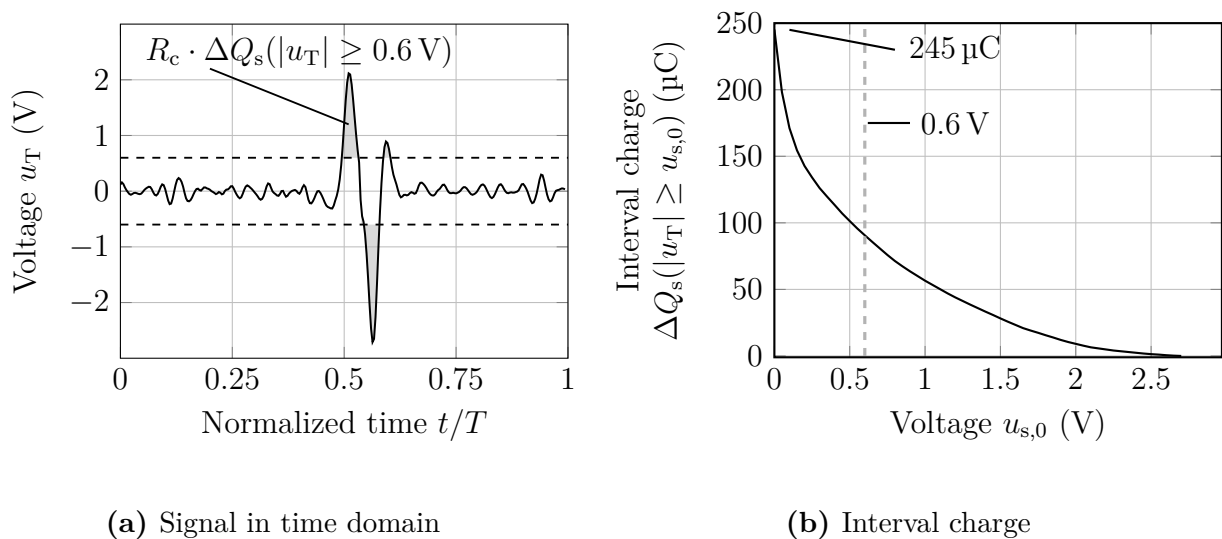 R_c · ΔQ_s(|u_T| ≥ 0.6 V)
Voltage u_T (V)
2
1
0
−1
−2
0
0.25
0.5
0.75
1
Normalized time t/T
(a) Signal in time domain
Interval charge
ΔQ_s(|u_T| ≥ u_{s,0}) (µC)
250
200
150
100
50
0
245 µC
0.6 V
0
0.5
1
1.5
2
2.5
Voltage u_{s,0} (V)
(b) Interval charge